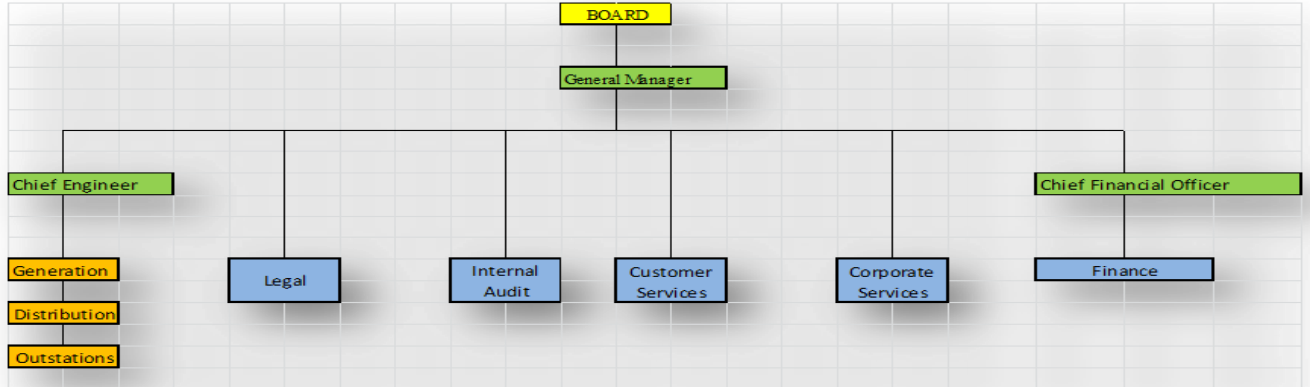 BOARD
General Manager
Chief Engineer
Chief Financial Officer
Generation
Legal
Internal
Audit
Customer
Services
Corporate
Services
Finance
Distribution
Outstations